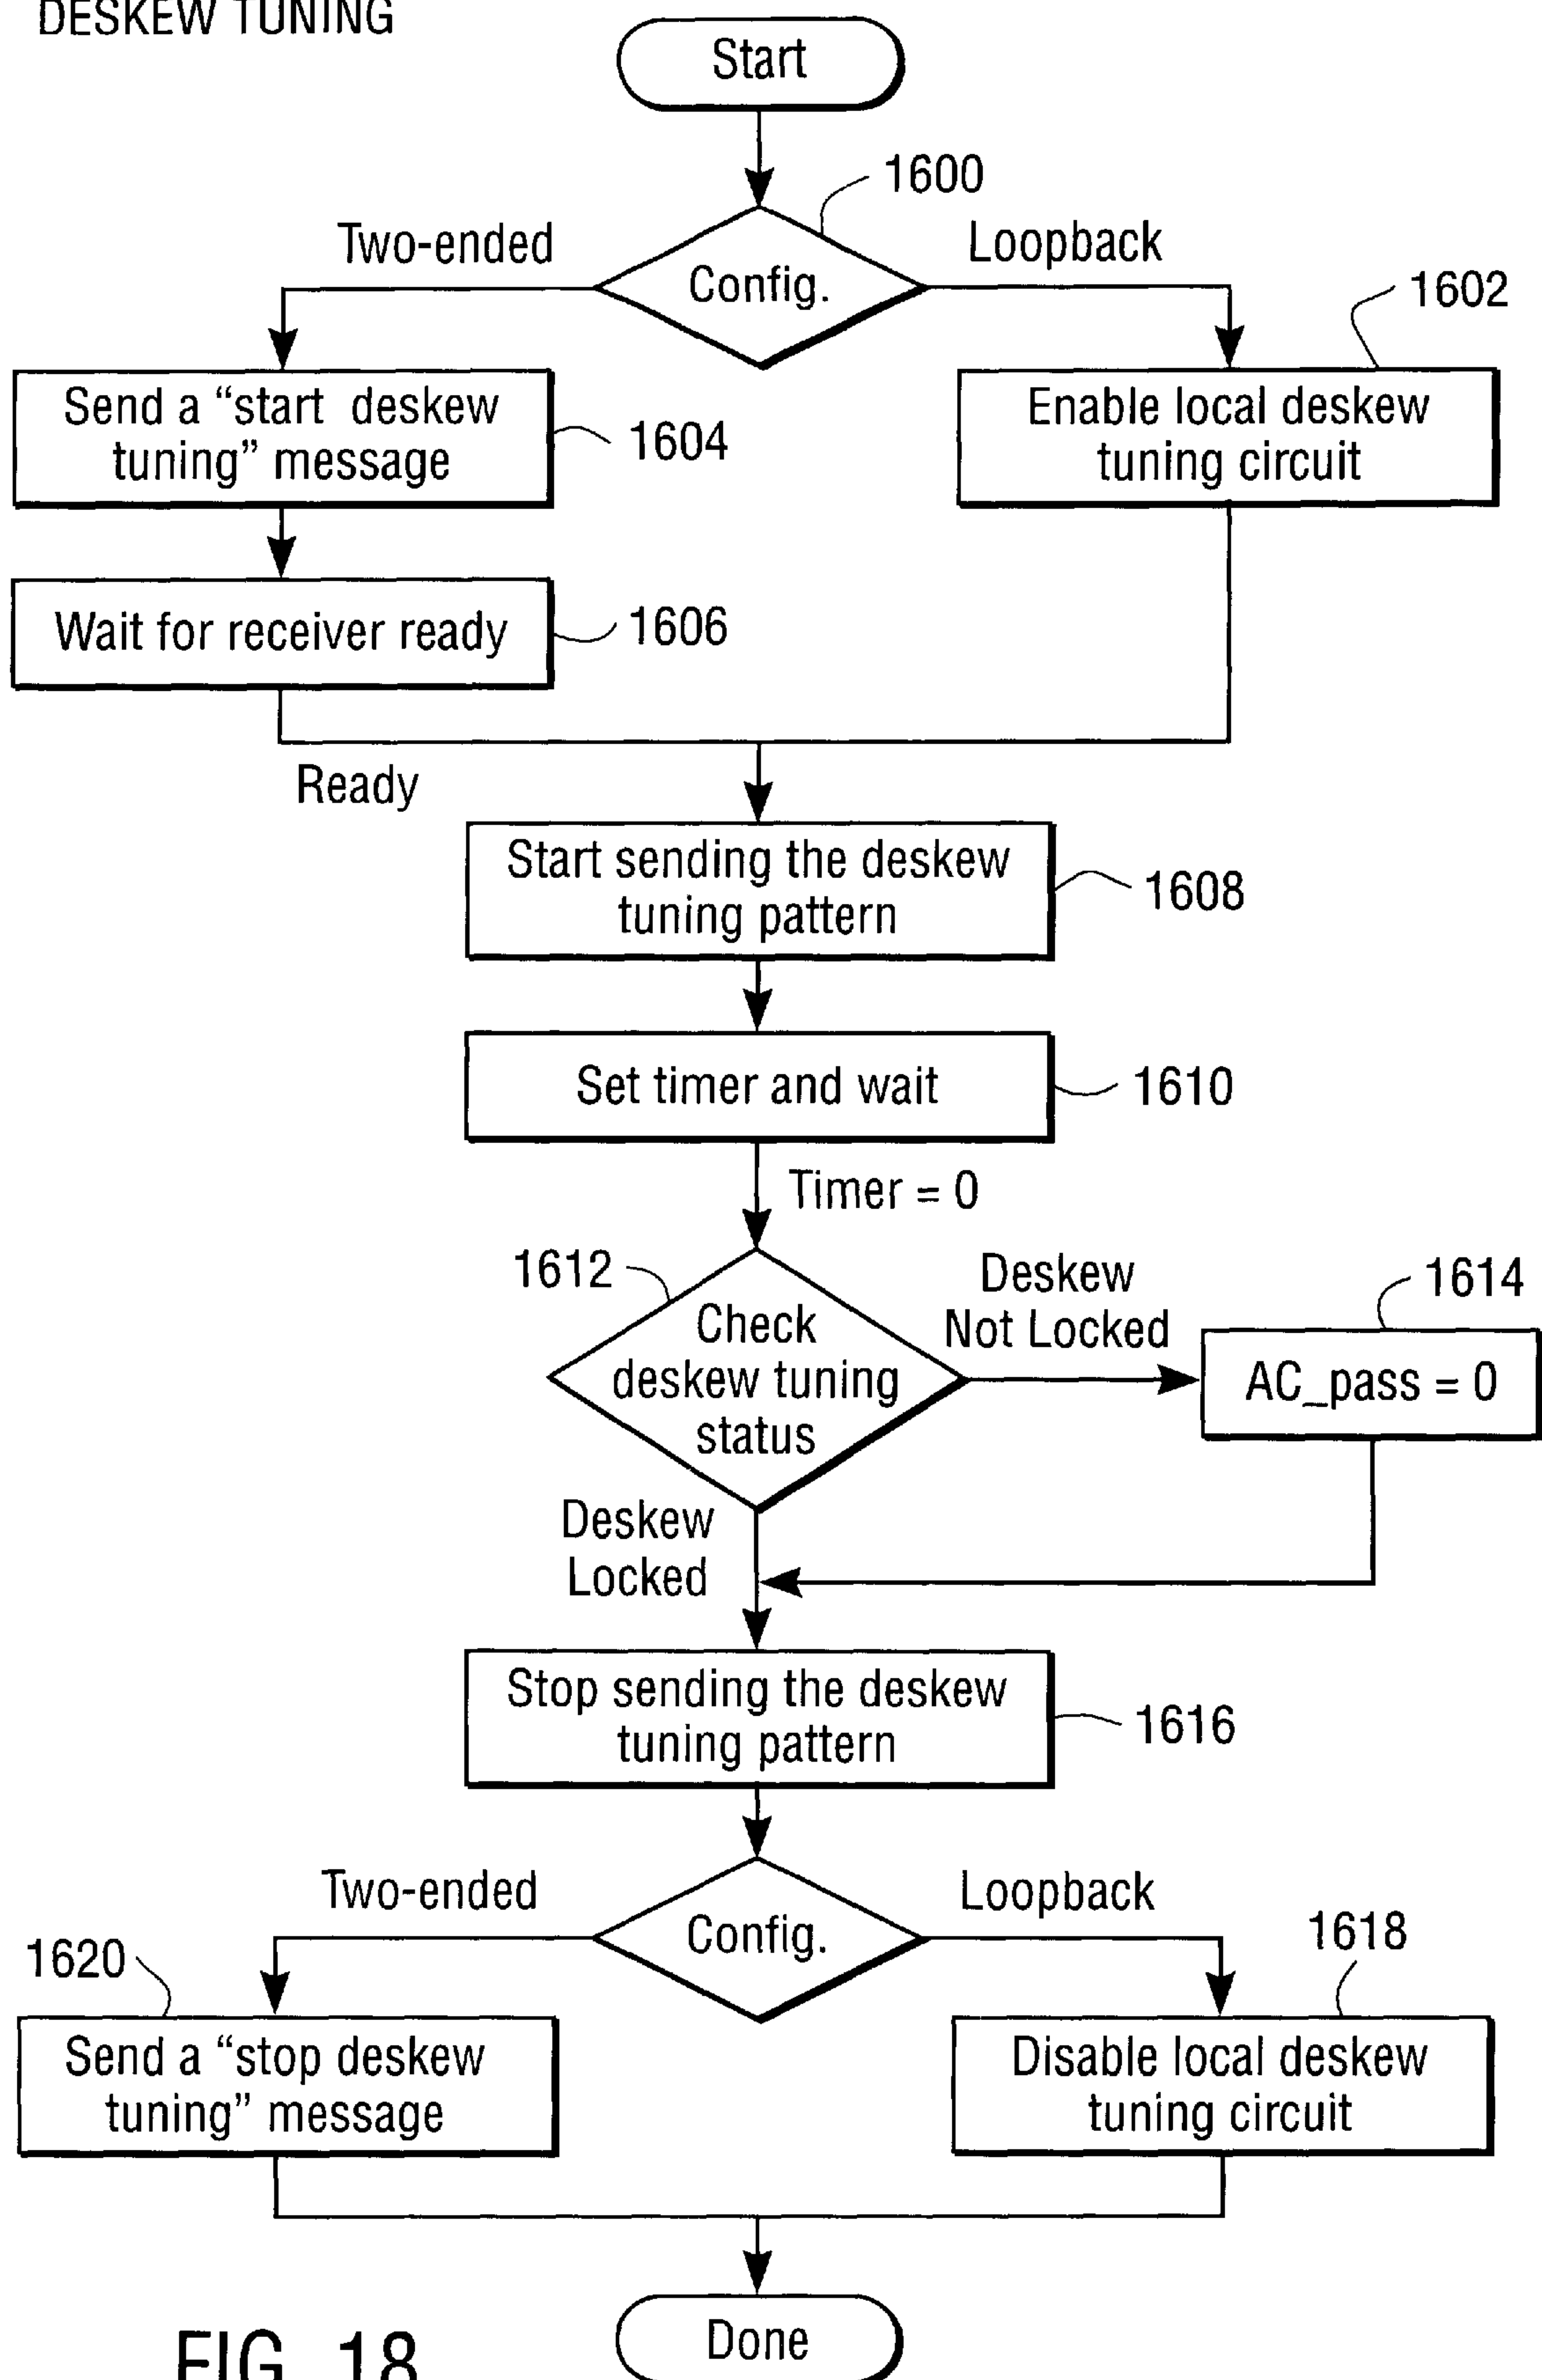 DESKEW TUNING
Start
1600
Two-ended
Loopback
Config.
1602
Send a “start deskew
tuning” message
1604
Enable local deskew
tuning circuit
Wait for receiver ready
1606
Ready
Start sending the deskew
tuning pattern
1608
Set timer and wait
1610
Timer = 0
1612
Check
deskew tuning
status
Deskew
Not Locked
1614
AC_pass = 0
Deskew
Locked
Stop sending the deskew
tuning pattern
1616
Two-ended
Loopback
Config.
1620
1618
Send a “stop deskew
tuning” message
Disable local deskew
tuning circuit
Done
FIG. 18